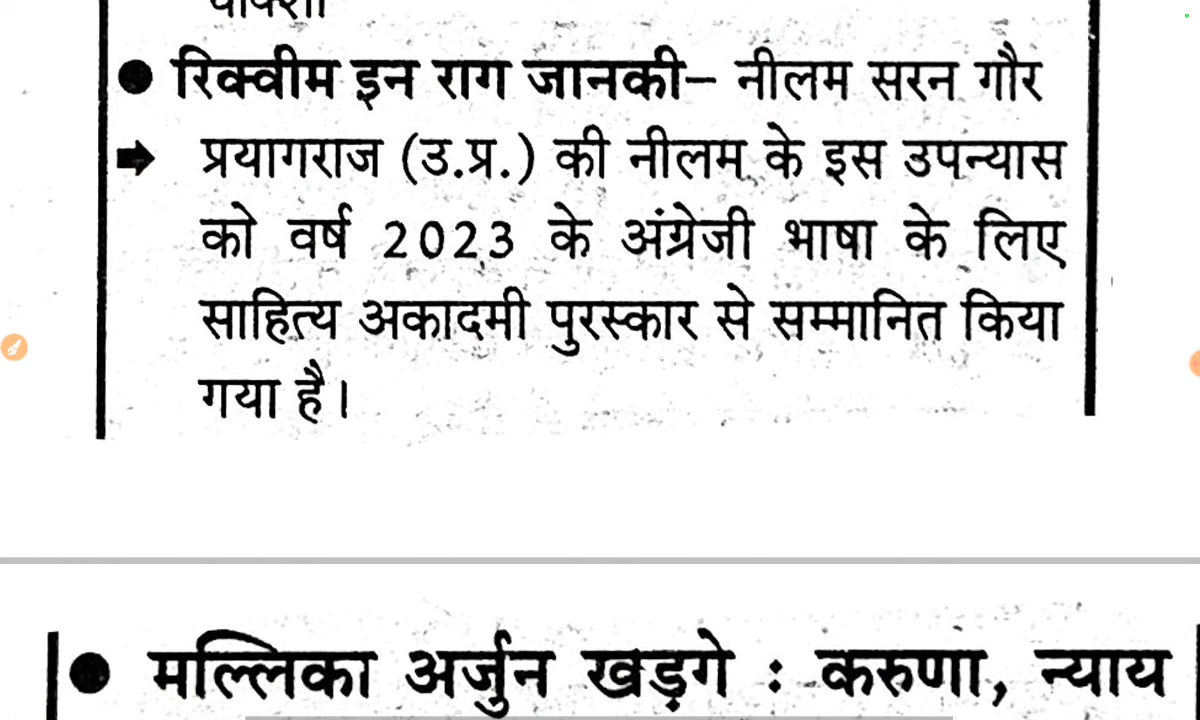 ● रिक्वीम इन राग जानकी– नीलम सरन गौर
➡ प्रयागराज (उ.प्र.) की नीलम के इस उपन्यास
को वर्ष 2023 के अंग्रेजी भाषा के लिए
साहित्य अकादमी पुरस्कार से सम्मानित किया
गया है।
● मल्लिका अर्जुन खड़गे : करुणा, न्याय